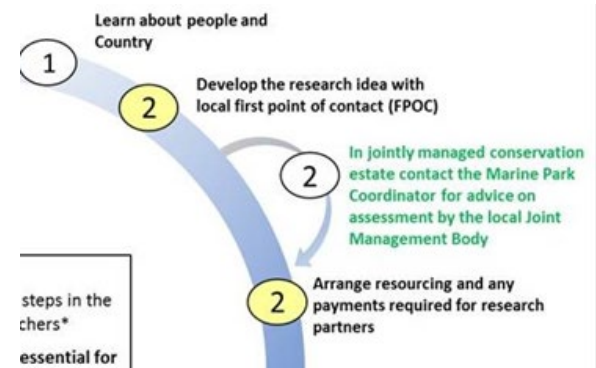 Learn about people and
Country
1
Develop the research idea with
local first point of contact (FPOC)
2
In jointly managed conservation
estate contact the Marine Park
Coordinator for advice on
assessment by the local Joint
Management Body
2
Arrange resourcing and any
payments required for research
partners
2
steps in the
chers*
essential for